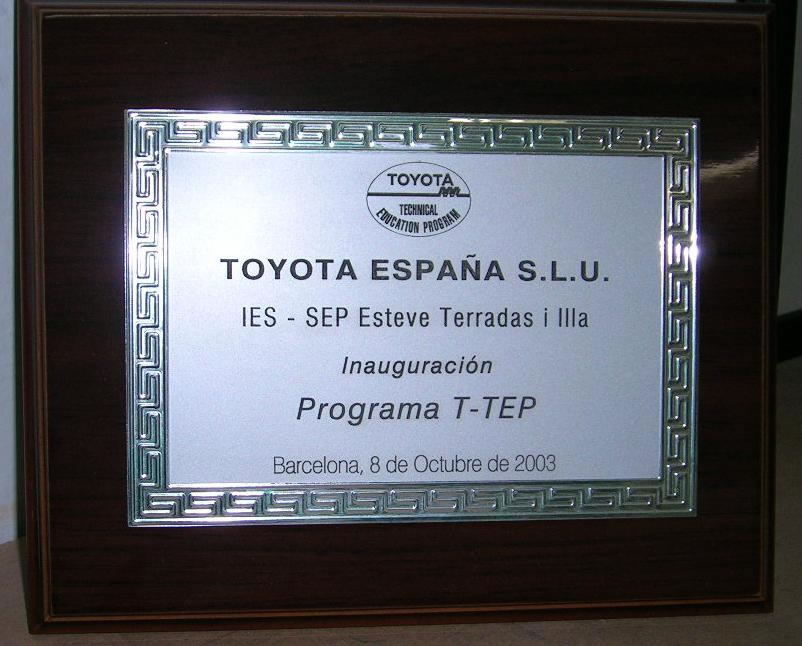 TOYOTA
TECHNICAL
EDUCATION PROGRAM
TOYOTA ESPAÑA S.L.U.
IES - SEP Esteve Terradas i Illa
Inauguración
Programa T-TEP
Barcelona, 8 de Octubre de 2003